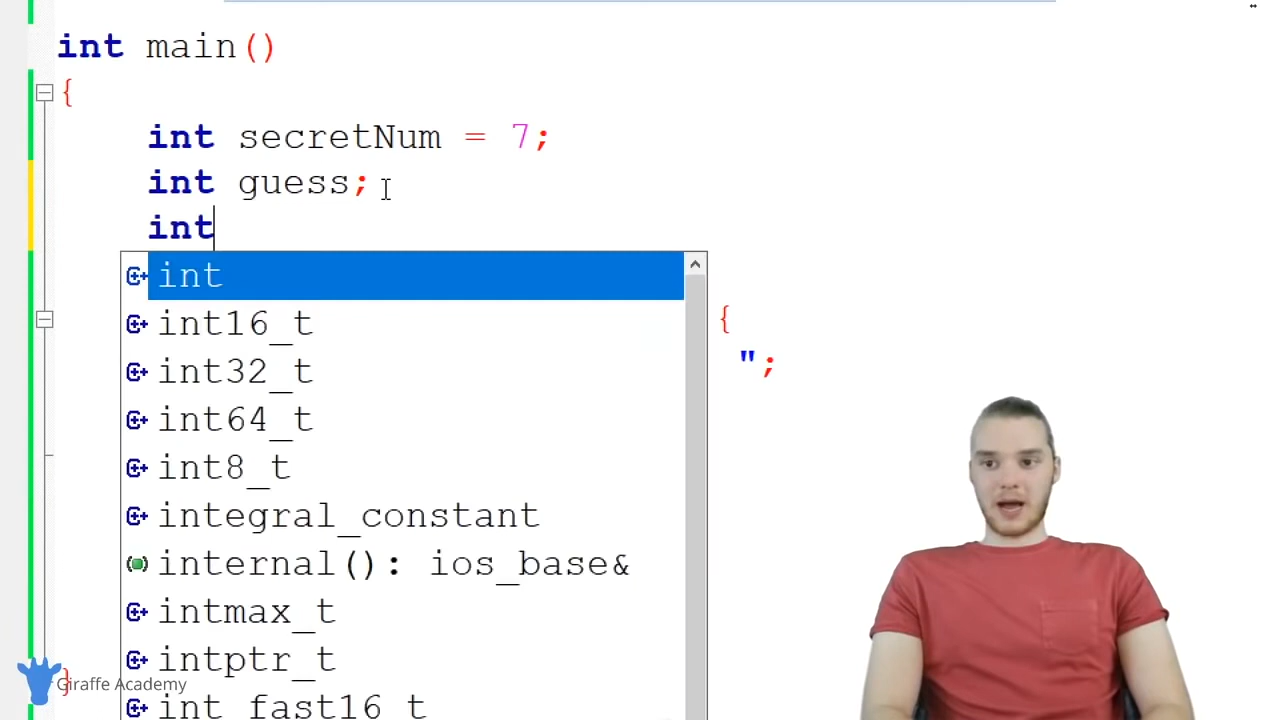 int main()
{
int secretNum = 7;
int guess;
int
int
int16_t
{
int32_t
";
int64_t
int8_t
integral_constant
internal(): ios_base&
intmax_t
intptr_t
}
Giraffe Academy
int_fast16_t